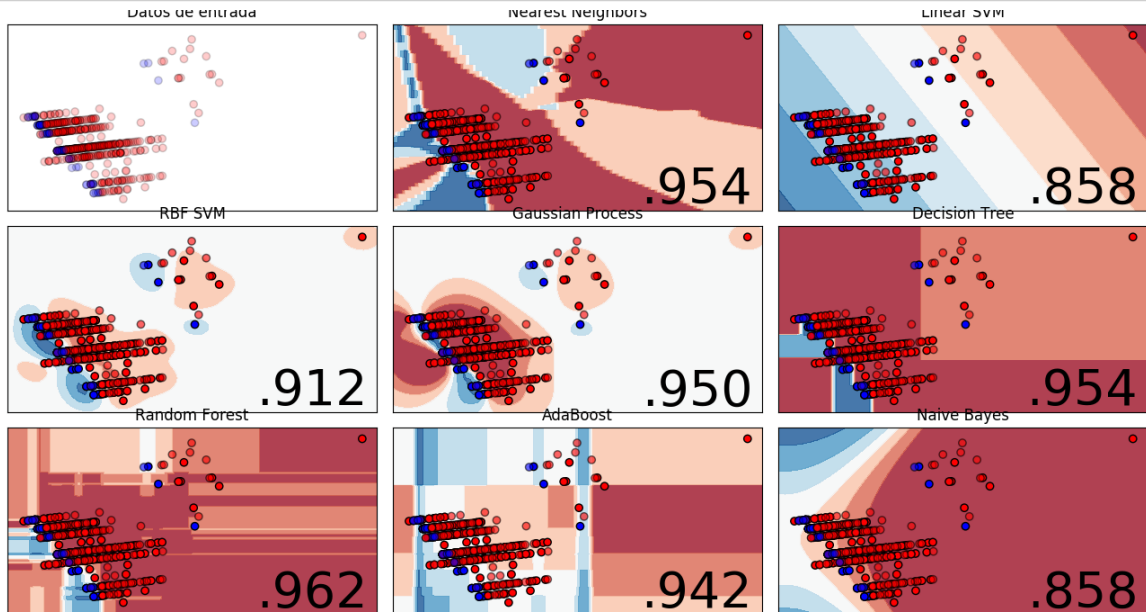 Datos de entrada
Nearest Neighbors
Linear SVM
.954
.858
RBF SVM
Gaussian Process
Decision Tree
.912
.950
.954
Random Forest
AdaBoost
Naive Bayes
.962
.942
.858